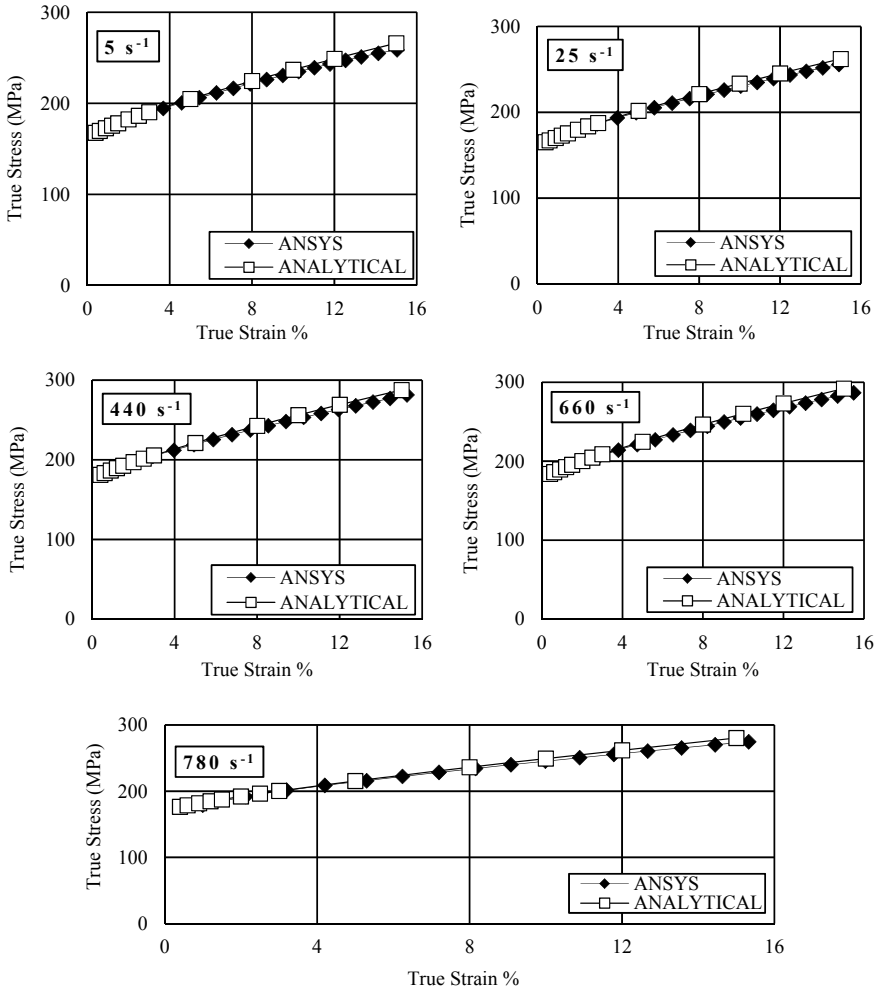 5 s-1
True Stress (MPa)
300
200
100
0
0 4 8 12 16
True Strain %
ANSYS
ANALYTICAL
25 s-1
True Stress (MPa)
300
200
100
0
0 4 8 12 16
True Strain %
ANSYS
ANALYTICAL
440 s-1
True Stress (MPa)
300
200
100
0
0 4 8 12 16
True Strain %
ANSYS
ANALYTICAL
660 s-1
True Stress (MPa)
300
200
100
0
0 4 8 12 16
True Strain %
ANSYS
ANALYTICAL
780 s-1
True Stress (MPa)
300
200
100
0
0 4 8 12 16
True Strain %
ANSYS
ANALYTICAL